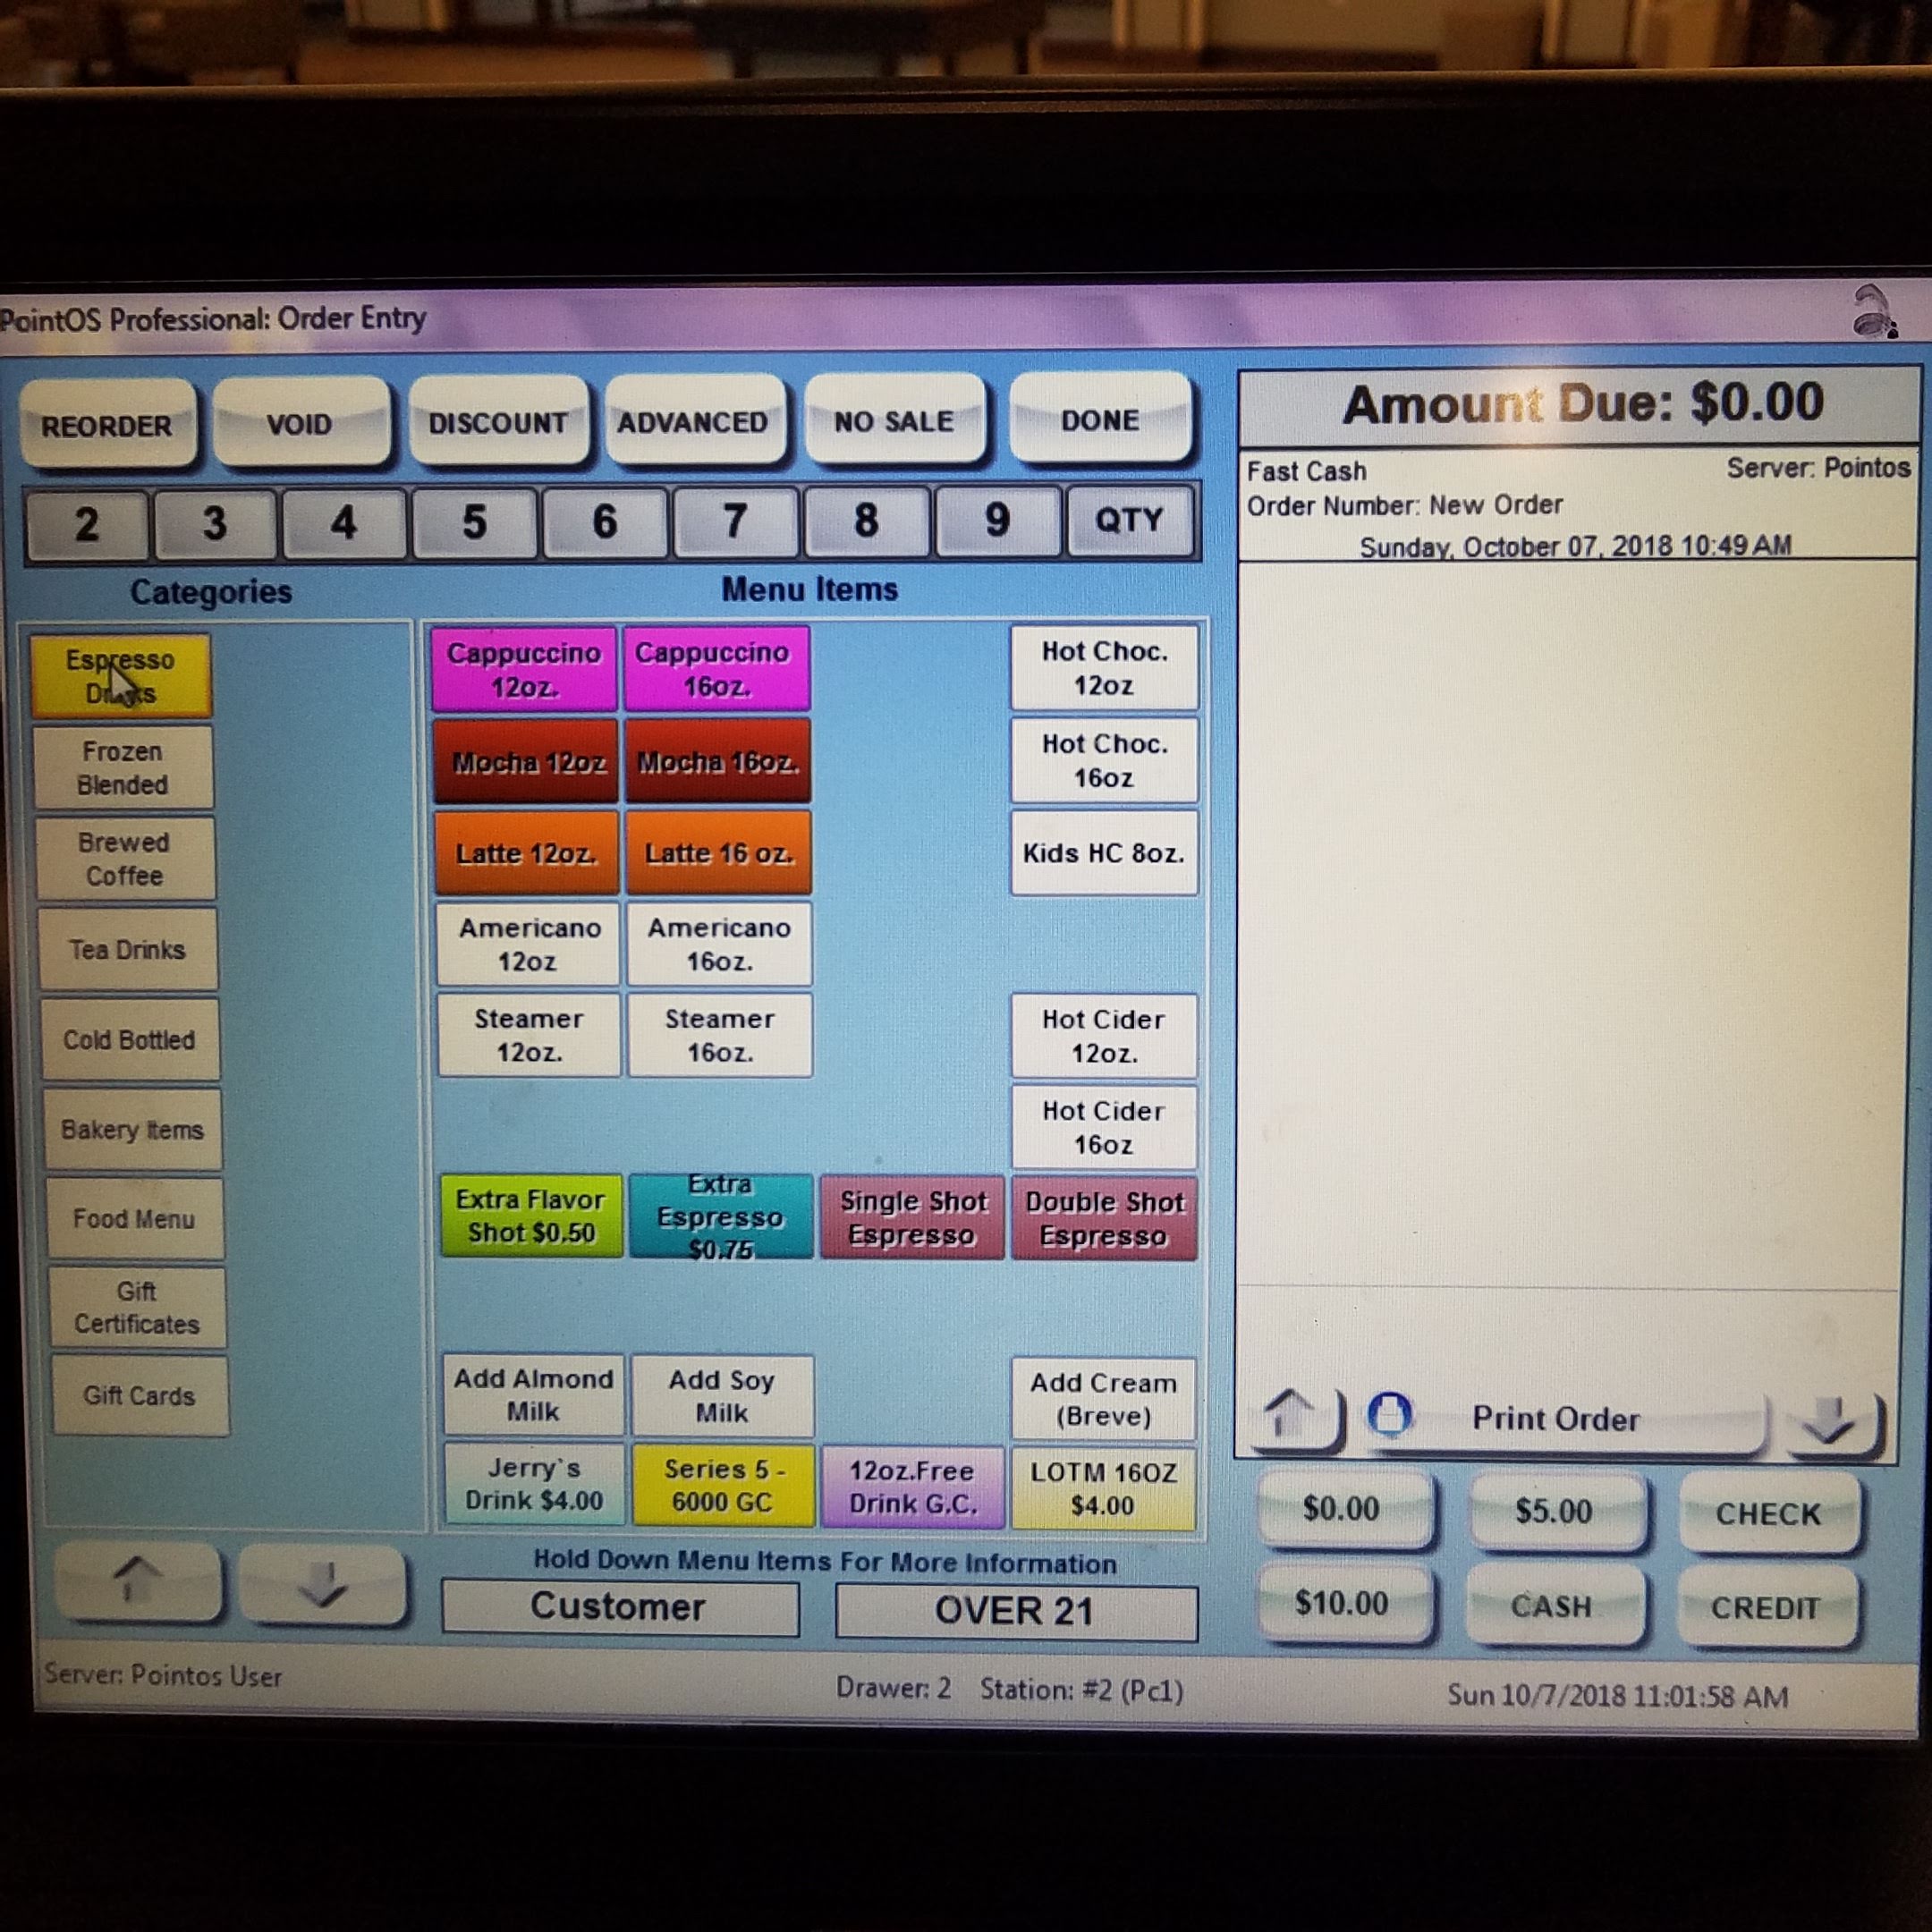 PointOS Professional: Order Entry
REORDER
VOID
DISCOUNT
ADVANCED
NO SALE
DONE
2
3
4
5
6
7
8
9
QTY
Categories
Espresso
Drinks
Frozen
Blended
Brewed
Coffee
Tea Drinks
Cold Bottled
Bakery Items
Food Menu
Gift
Certificates
Gift Cards
Menu Items
Cappuccino
12oz.
Cappuccino
16oz.
Hot Choc.
12oz
Mocha 12oz
Mocha 16oz.
Hot Choc.
16oz
Latte 12oz.
Latte 16 oz.
Kids HC 8oz.
Americano
12oz
Americano
16oz.
Steamer
12oz.
Steamer
16oz.
Hot Cider
12oz.
Hot Cider
16oz
Extra Flavor
Shot $0.50
Extra
Espresso
$0.75
Single Shot
Espresso
Double Shot
Espresso
Add Almond
Milk
Add Soy
Milk
Add Cream
(Breve)
Jerry`s
Drink $4.00
Series 5 -
6000 GC
12oz.Free
Drink G.C.
LOTM 16OZ
$4.00
Hold Down Menu Items For More Information
Customer
OVER 21
Amount Due: $0.00
Fast Cash
Server: Pointos
Order Number: New Order
Sunday, October 07, 2018 10:49 AM
Print Order
$0.00
$5.00
CHECK
$10.00
CASH
CREDIT
Server: Pointos User
Drawer: 2
Station: #2 (Pc1)
Sun 10/7/2018 11:01:58 AM